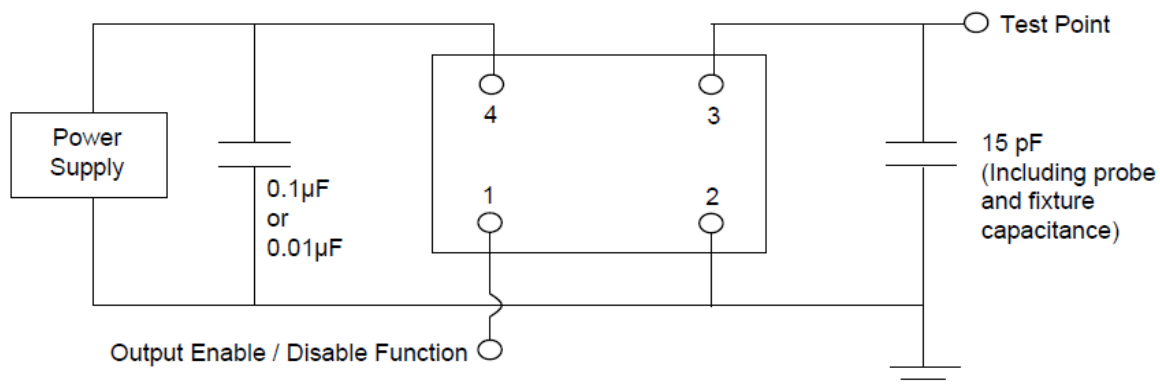 Test Point
Power
Supply
4
3
0.1µF
or
0.01µF
1
2
15 pF
(Including probe
and fixture
capacitance)
Output Enable / Disable Function